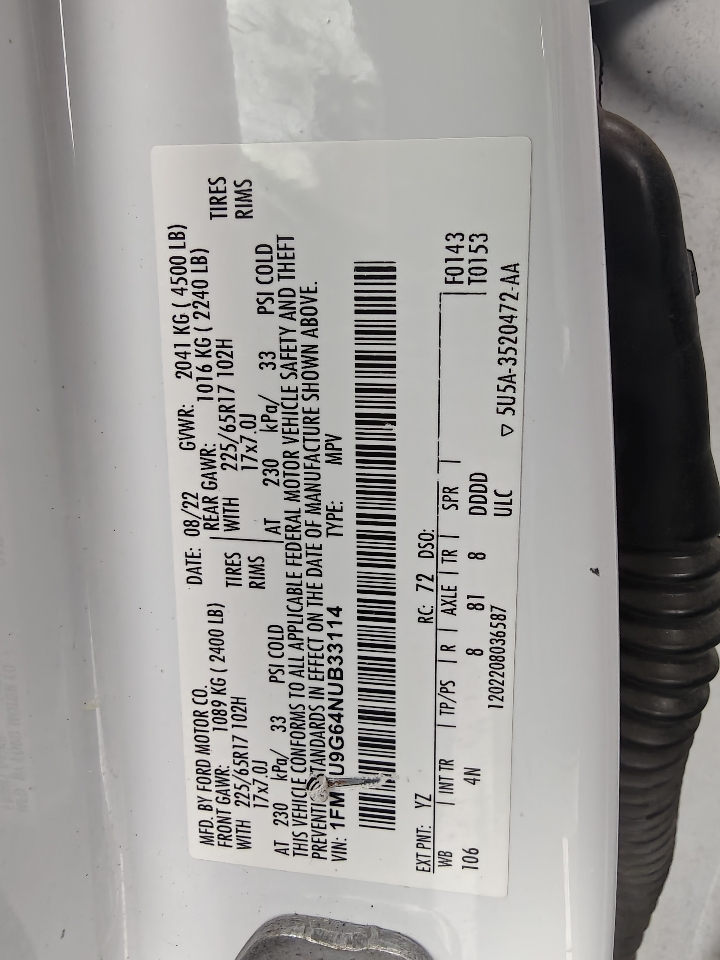 MFD. BY FORD MOTOR CO.
DATE: 08/22 GVWR: 2041 KG ( 4500 LB)
FRONT GAWR: 1089 KG ( 2400 LB) REAR GAWR: 1016 KG ( 2240 LB)
WITH 225/65R17 102H TIRES WITH 225/65R17 102H TIRES
17x7.0J RIMS 17x7.0J RIMS
AT 230 kPa/ 33 PSI COLD AT 230 kPa/ 33 PSI COLD
THIS VEHICLE CONFORMS TO ALL APPLICABLE FEDERAL MOTOR VEHICLE SAFETY AND THEFT
PREVENTI STANDARDS IN EFFECT ON THE DATE OF MANUFACTURE SHOWN ABOVE.
VIN: 1FM U9G64NUB33114 TYPE: MPV
EXT PNT: YZ RC: 72 DSO: F0143
WB INT TR TP/PS R AXLE TR SPR T0153
106 4N 8 81 8 DDDD
ULC
1202208036587 ▽ 5U5A-3520472-AA